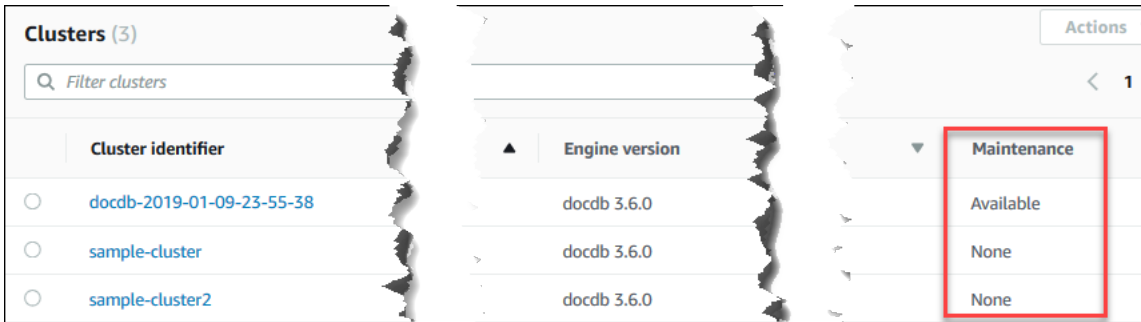 Clusters (3)
Actions
Filter clusters
1
Cluster identifier Engine version Maintenance
docdb-2019-01-09-23-55-38 docdb 3.6.0 Available
sample-cluster docdb 3.6.0 None
sample-cluster2 docdb 3.6.0 None